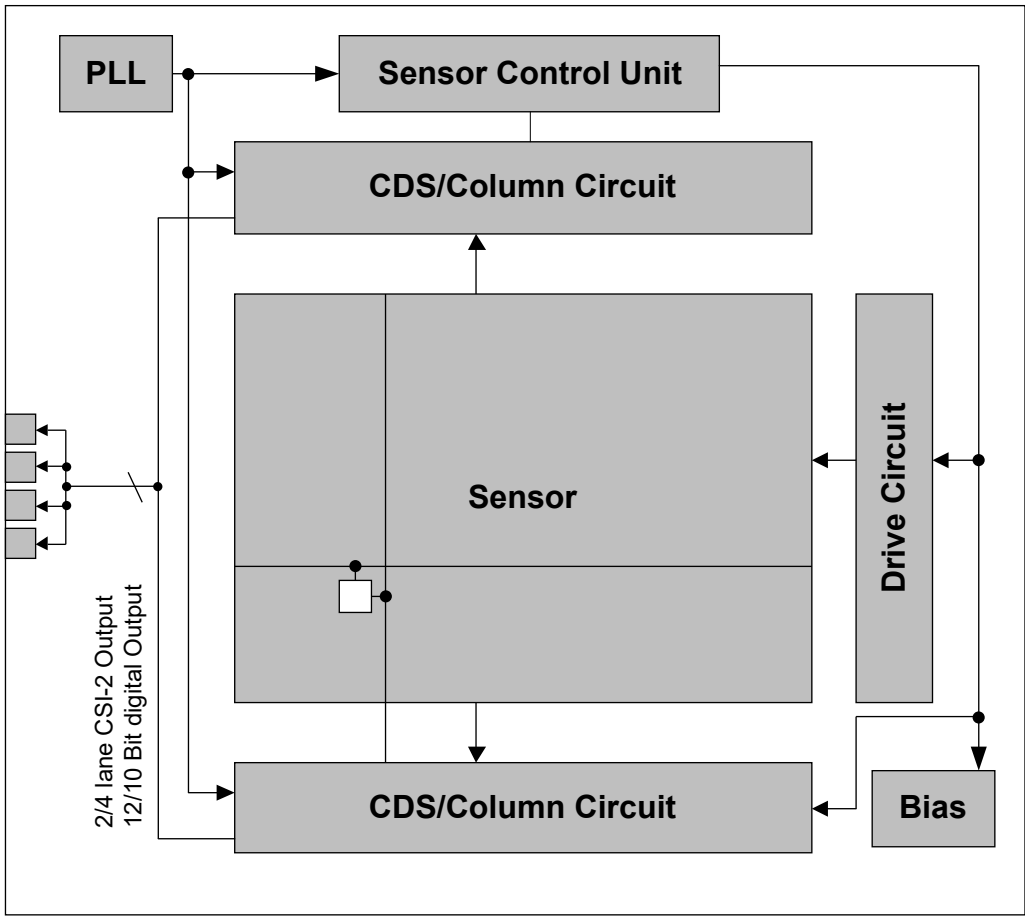 PLL
Sensor Control Unit
CDS/Column Circuit
Sensor
Drive Circuit
2/4 lane CSI-2 Output
12/10 Bit digital Output
CDS/Column Circuit
Bias